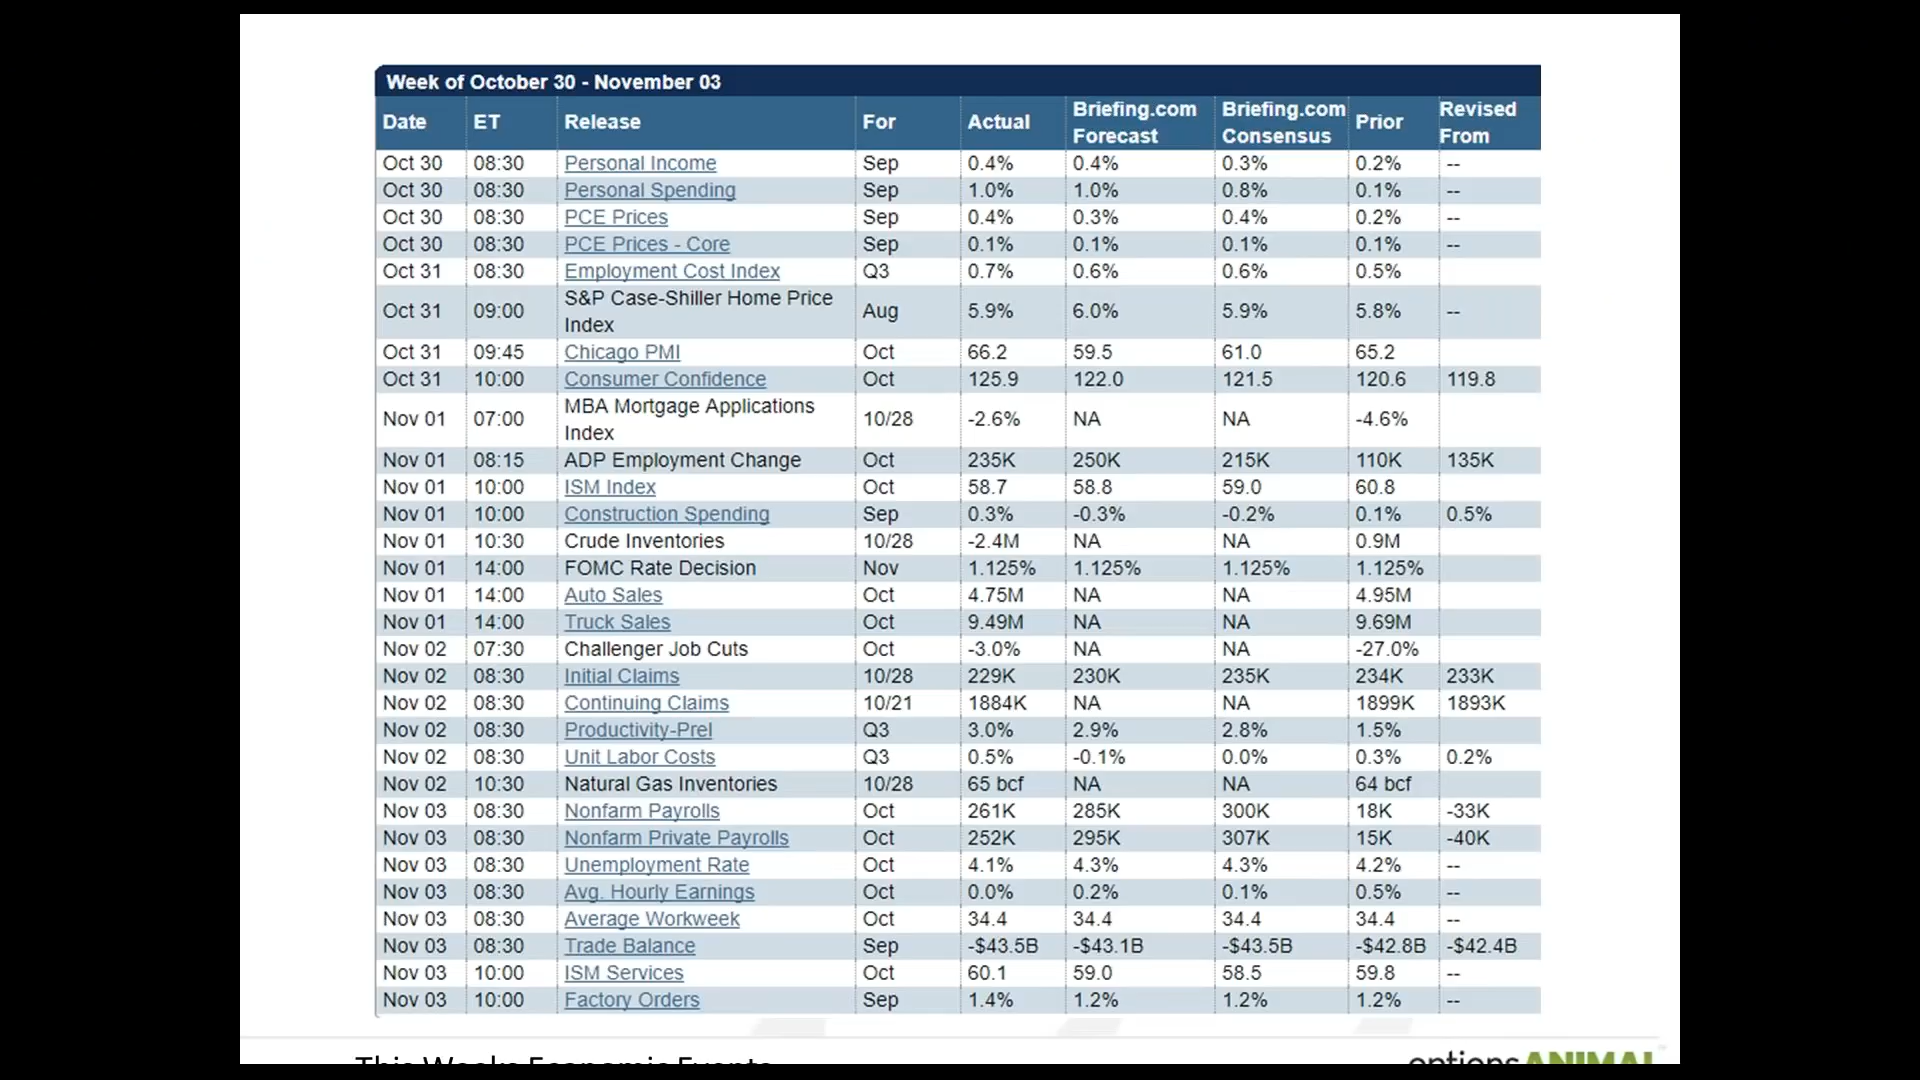 Week of October 30 - November 03
Date ET Release For Actual Briefing.com Forecast Briefing.com Consensus Prior Revised From
Oct 30 08:30 Personal Income Sep 0.4% 0.4% 0.3% 0.2% --
Oct 30 08:30 Personal Spending Sep 1.0% 1.0% 0.8% 0.1% --
Oct 30 08:30 PCE Prices Sep 0.4% 0.3% 0.4% 0.2% --
Oct 30 08:30 PCE Prices - Core Sep 0.1% 0.1% 0.1% 0.1% --
Oct 31 08:30 Employment Cost Index Q3 0.7% 0.6% 0.6% 0.5%
Oct 31 09:00 S&P Case-Shiller Home Price Index Aug 5.9% 6.0% 5.9% 5.8% --
Oct 31 09:45 Chicago PMI Oct 66.2 59.5 61.0 65.2
Oct 31 10:00 Consumer Confidence Oct 125.9 122.0 121.5 120.6 119.8
Nov 01 07:00 MBA Mortgage Applications Index 10/28 -2.6% NA NA -4.6%
Nov 01 08:15 ADP Employment Change Oct 235K 250K 215K 110K 135K
Nov 01 10:00 ISM Index Oct 58.7 58.8 59.0 60.8
Nov 01 10:00 Construction Spending Sep 0.3% -0.3% -0.2% 0.1% 0.5%
Nov 01 10:30 Crude Inventories 10/28 -2.4M NA NA 0.9M
Nov 01 14:00 FOMC Rate Decision Nov 1.125% 1.125% 1.125% 1.125%
Nov 01 14:00 Auto Sales Oct 4.75M NA NA 4.95M
Nov 01 14:00 Truck Sales Oct 9.49M NA NA 9.69M
Nov 02 07:30 Challenger Job Cuts Oct -3.0% NA NA -27.0%
Nov 02 08:30 Initial Claims 10/28 229K 230K 235K 234K 233K
Nov 02 08:30 Continuing Claims 10/21 1884K NA NA 1899K 1893K
Nov 02 08:30 Productivity-Prel Q3 3.0% 2.9% 2.8% 1.5%
Nov 02 08:30 Unit Labor Costs Q3 0.5% -0.1% 0.0% 0.3% 0.2%
Nov 02 10:30 Natural Gas Inventories 10/28 65 bcf NA NA 64 bcf
Nov 03 08:30 Nonfarm Payrolls Oct 261K 285K 300K 18K -33K
Nov 03 08:30 Nonfarm Private Payrolls Oct 252K 295K 307K 15K -40K
Nov 03 08:30 Unemployment Rate Oct 4.1% 4.3% 4.3% 4.2% --
Nov 03 08:30 Avg. Hourly Earnings Oct 0.0% 0.2% 0.1% 0.5% --
Nov 03 08:30 Average Workweek Oct 34.4 34.4 34.4 34.4 --
Nov 03 08:30 Trade Balance Sep -$43.5B -$43.1B -$43.5B -$42.8B -$42.4B
Nov 03 10:00 ISM Services Oct 60.1 59.0 58.5 59.8 --
Nov 03 10:00 Factory Orders Sep 1.4% 1.2% 1.2% 1.2% --
This Weeks Economic Events
optionsANIMAL